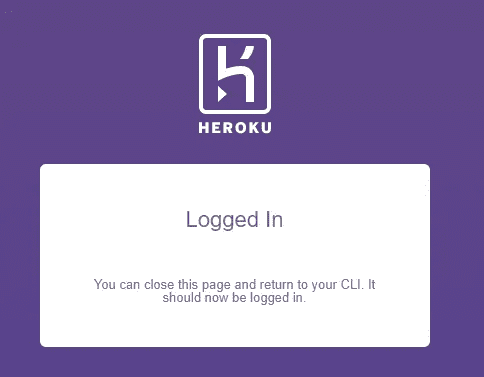 HEROKU
Logged In
You can close this page and return to your CLI. It
should now be logged in.